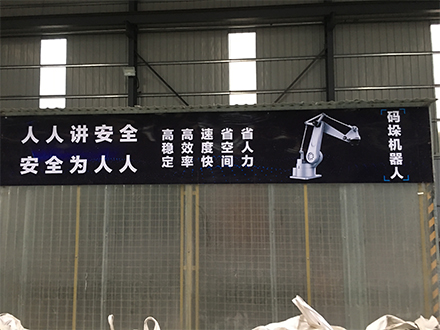 人人讲安全
安全为人人
高稳定
高效率
速度快
省空间
省人力
码垛机器人